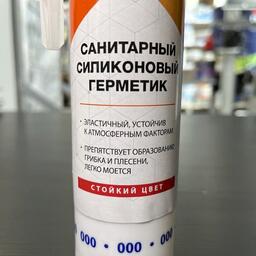 САНИТАРНЫЙ
СИЛИКОНОВЫЙ
ГЕРМЕТИК
• ЭЛАСТИЧНЫЙ, УСТОЙЧИВ
К АТМОСФЕРНЫМ ФАКТОРАМ
• ПРЕПЯТСТВУЕТ ОБРАЗОВАНИЮ
ГРИБКА И ПЛЕСЕНИ,
ЛЕГКО МОЕТСЯ
СТОЙКИЙ ЦВЕТ
000 • 000 • 000